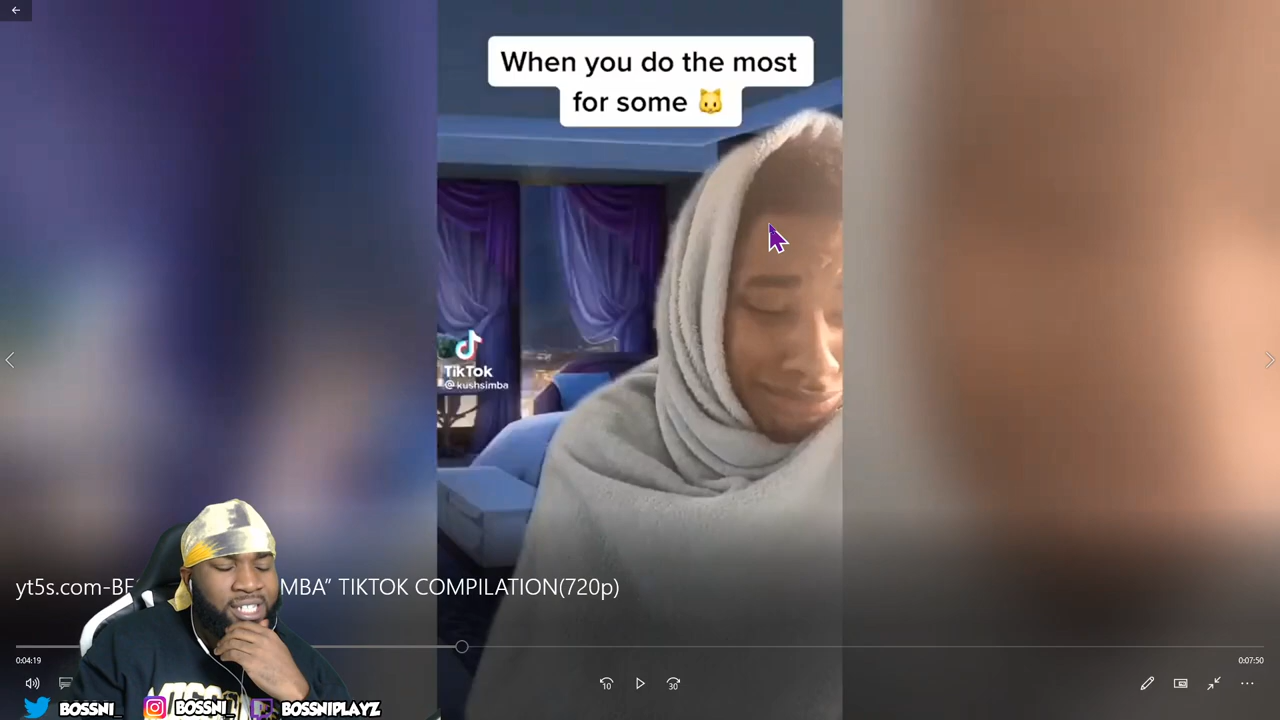 When you do the most
for some 🐱
TikTok
@kushsimba
yt5s.com-BE MBA” TIKTOK COMPILATION(720p)
0:04:19
0:07:50
10
30
BOSSNI_
BOSSNI_
BOSSNIPLAYZ